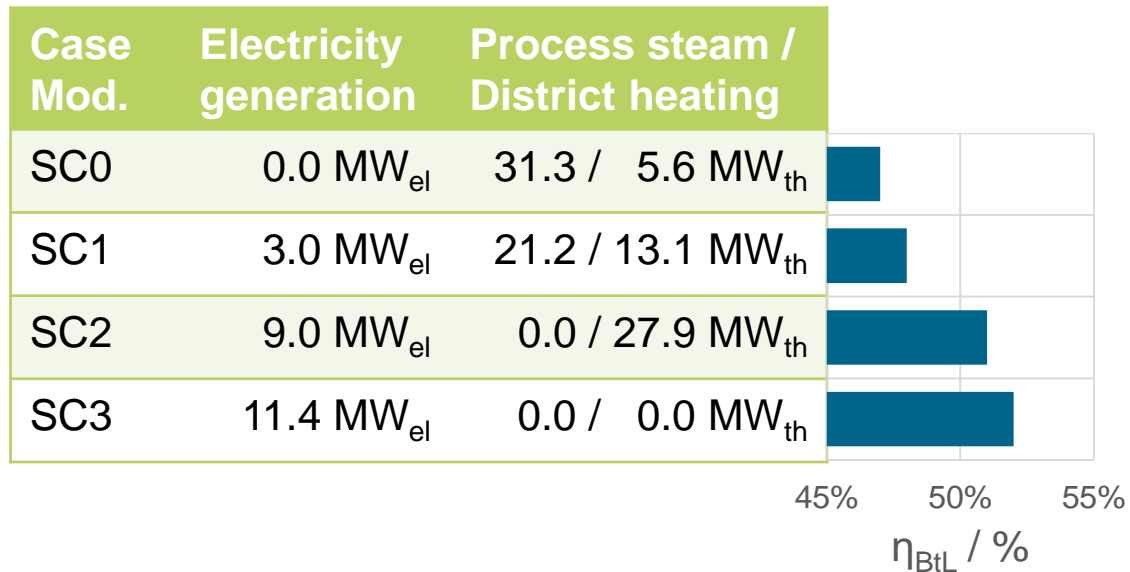 Case Mod. Electricity generation Process steam / District heating
SC0 0.0 MWel 31.3 / 5.6 MWth
SC1 3.0 MWel 21.2 / 13.1 MWth
SC2 9.0 MWel 0.0 / 27.9 MWth
SC3 11.4 MWel 0.0 / 0.0 MWth
45% 50% 55%
ηBtL / %